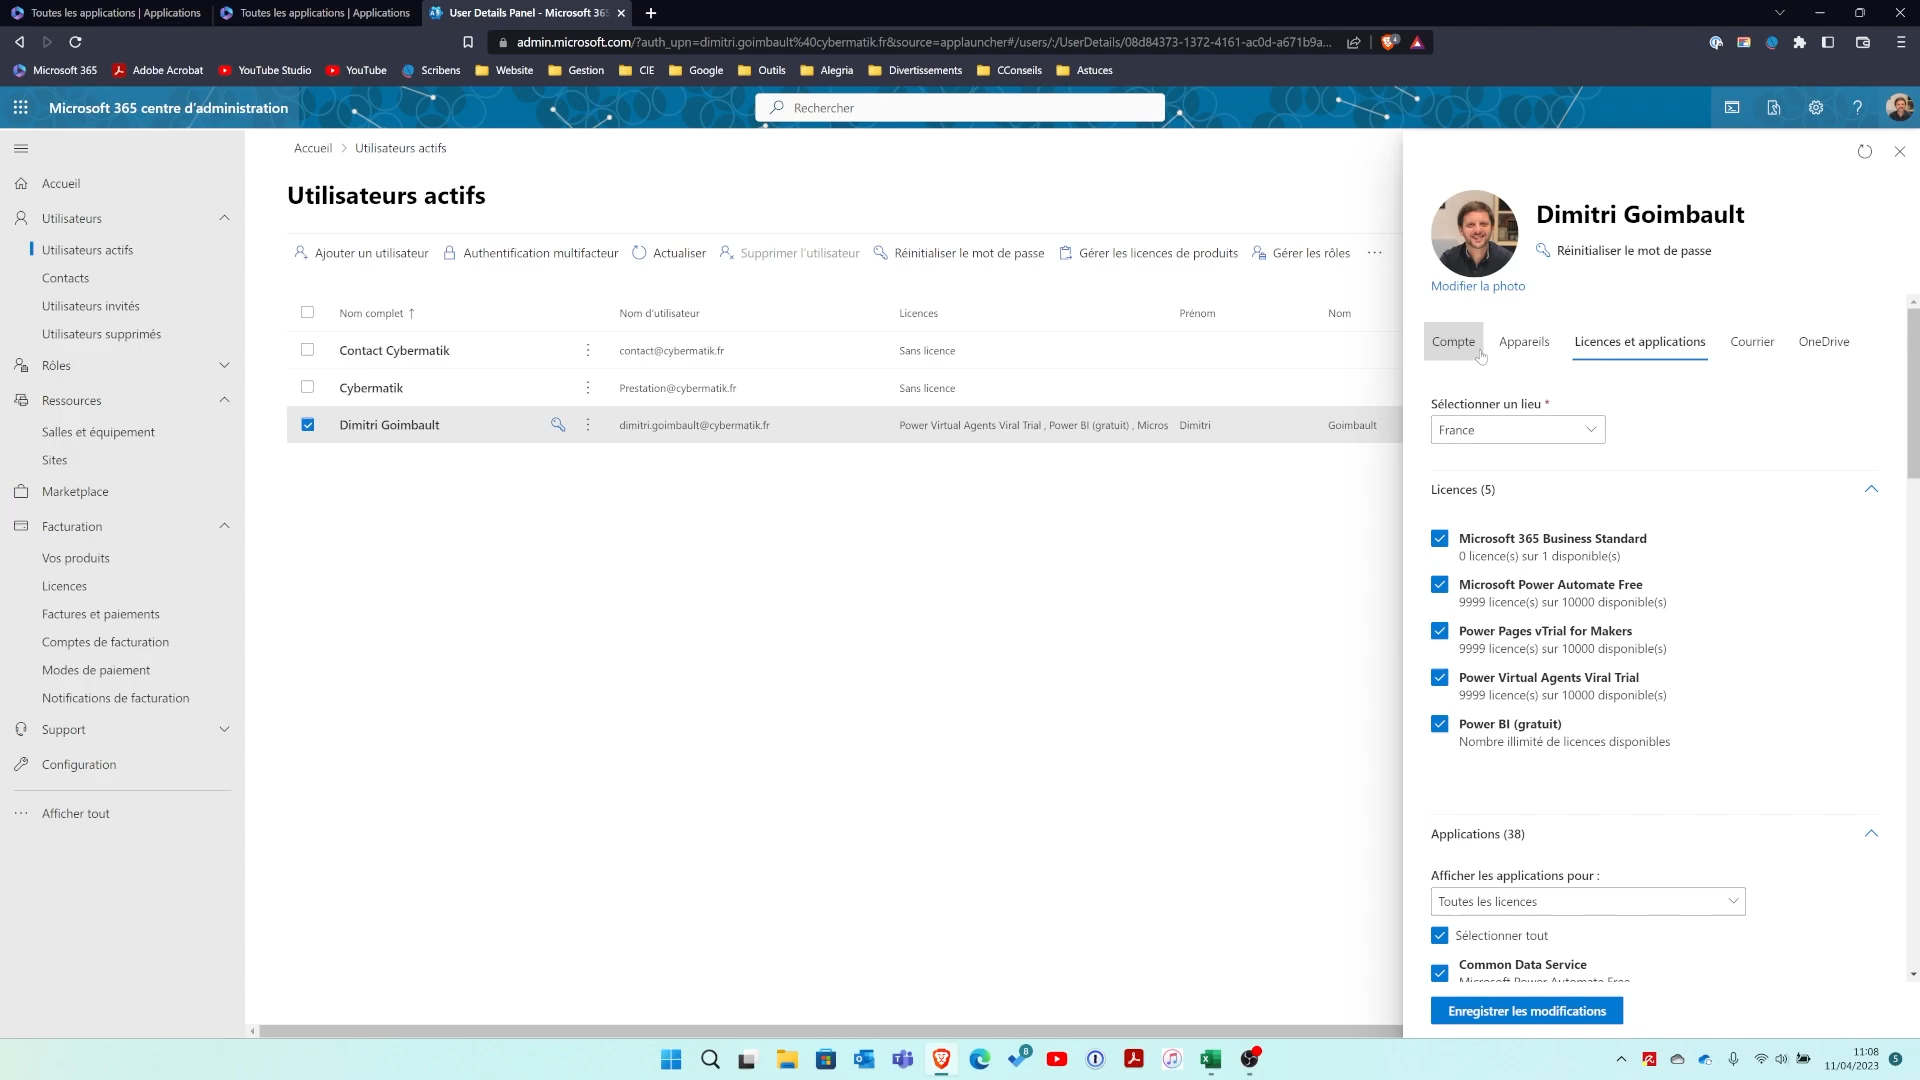 Toutes les applications | Applications
Toutes les applications | Applications
User Details Panel - Microsoft 365
admin.microsoft.com/?auth_upn=dimitri.goimbault%40cybermatik.fr&source=applauncher#/users/:/UserDetails/08d84373-1372-4161-ac0d-a671b9a...
Microsoft 365
Adobe Acrobat
YouTube Studio
YouTube
Scribens
Website
Gestion
CIE
Google
Outils
Alegria
Divertissements
CConseils
Astuces
Microsoft 365 centre d'administration
Rechercher
Accueil
Utilisateurs
Utilisateurs actifs
Contacts
Utilisateurs invités
Utilisateurs supprimés
Rôles
Ressources
Salles et équipement
Sites
Marketplace
Facturation
Vos produits
Licences
Factures et paiements
Comptes de facturation
Modes de paiement
Notifications de facturation
Support
Configuration
Afficher tout
Accueil > Utilisateurs actifs
Utilisateurs actifs
Ajouter un utilisateur
Authentification multifacteur
Actualiser
Supprimer l'utilisateur
Réinitialiser le mot de passe
Gérer les licences de produits
Gérer les rôles
Nom complet ↑ Nom d'utilisateur Licences Prénom Nom
Contact Cybermatik contact@cybermatik.fr Sans licence
Cybermatik Prestation@cybermatik.fr Sans licence
Dimitri Goimbault dimitri.goimbault@cybermatik.fr Power Virtual Agents Viral Trial , Power BI (gratuit) , Micros Dimitri Goimbault
Dimitri Goimbault
Réinitialiser le mot de passe
Modifier la photo
Compte Appareils Licences et applications Courrier OneDrive
Sélectionner un lieu *
France
Licences (5)
Microsoft 365 Business Standard
0 licence(s) sur 1 disponible(s)
Microsoft Power Automate Free
9999 licence(s) sur 10000 disponible(s)
Power Pages vTrial for Makers
9999 licence(s) sur 10000 disponible(s)
Power Virtual Agents Viral Trial
9999 licence(s) sur 10000 disponible(s)
Power BI (gratuit)
Nombre illimité de licences disponibles
Applications (38)
Afficher les applications pour :
Toutes les licences
Sélectionner tout
Common Data Service
Microsoft Power Automate Free
Enregistrer les modifications
8
11:08
11/04/2023
5